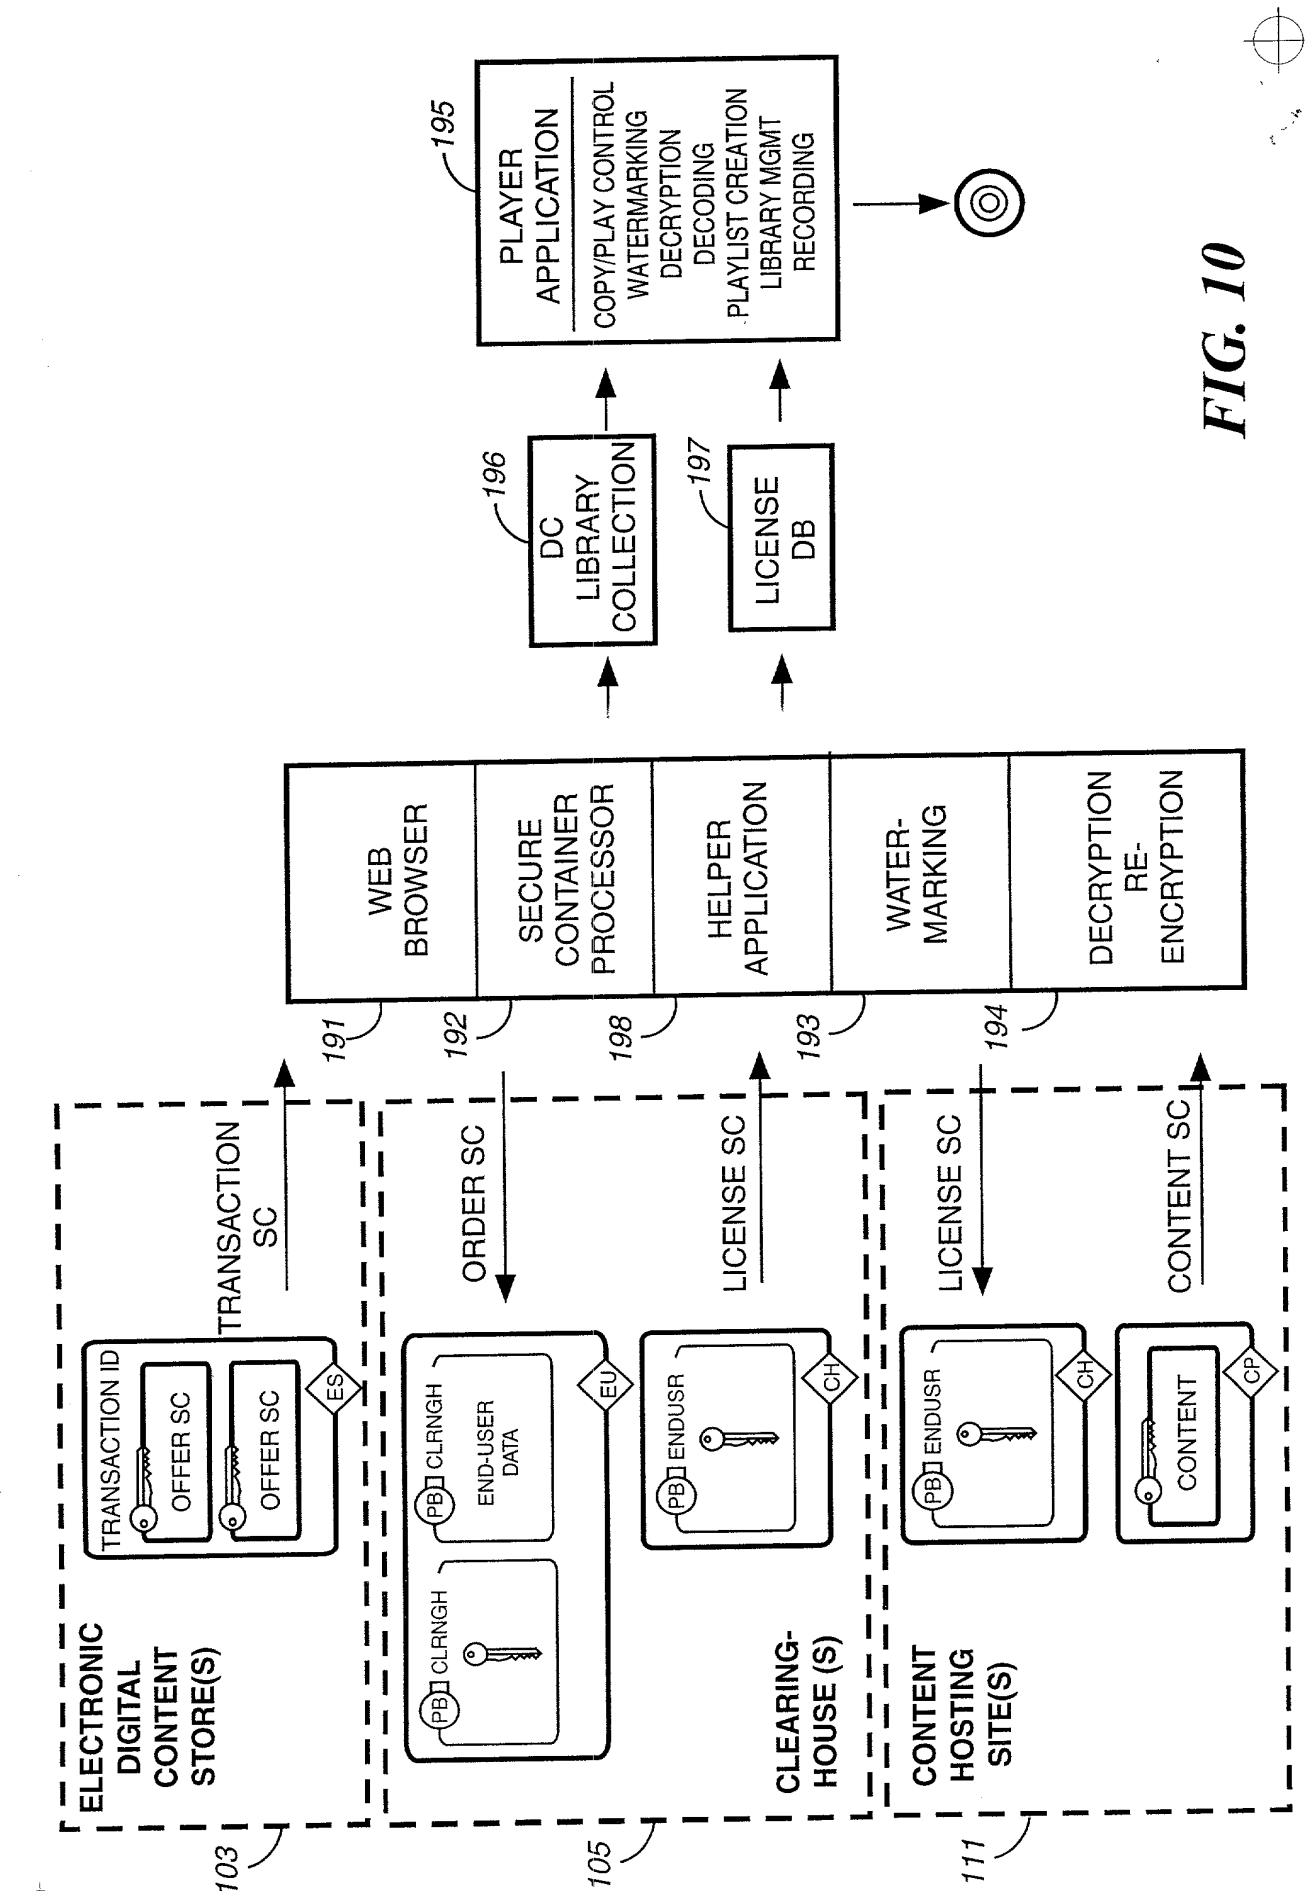 103
ELECTRONIC
DIGITAL
CONTENT
STORE(S)
TRANSACTION ID
OFFER SC
OFFER SC
ES
TRANSACTION
SC
105
PB CLRNGH
PB CLRNGH
END-USER
DATA
EU
ORDER SC
CLEARING-
HOUSE (S)
PB ENDUSR
CH
LICENSE SC
111
CONTENT
HOSTING
SITE(S)
PB ENDUSR
CH
LICENSE SC
CONTENT
CP
CONTENT SC
191
WEB
BROWSER
192
SECURE
CONTAINER
PROCESSOR
198
HELPER
APPLICATION
193
WATER-
MARKING
194
DECRYPTION
RE-
ENCRYPTION
196
DC
LIBRARY
COLLECTION
197
LICENSE
DB
195
PLAYER
APPLICATION
COPY/PLAY CONTROL
WATERMARKING
DECRYPTION
DECODING
PLAYLIST CREATION
LIBRARY MGMT
RECORDING
FIG. 10